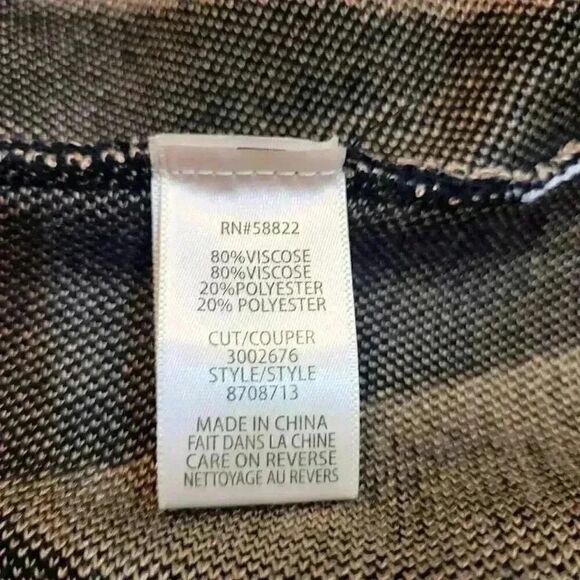 RN#58822
80%VISCOSE
80%VISCOSE
20%POLYESTER
20% POLYESTER
CUT/COUPER
3002676
STYLE/STYLE
8708713
MADE IN CHINA
FAIT DANS LA CHINE
CARE ON REVERSE
NETTOYAGE AU REVERS